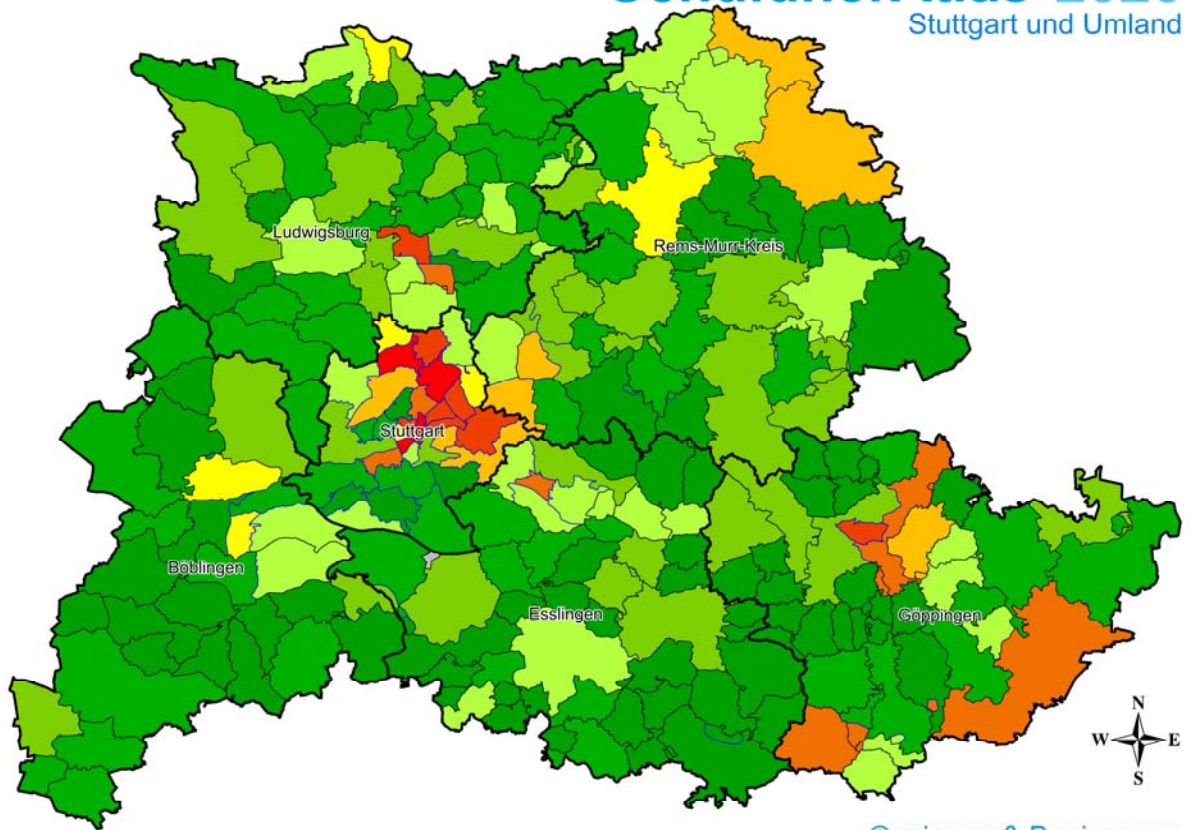 Stuttgart und Umland
Ludwigsburg
Rems-Murr-Kreis
Stuttgart
Böblingen
Esslingen
Göppingen
N
W E
S